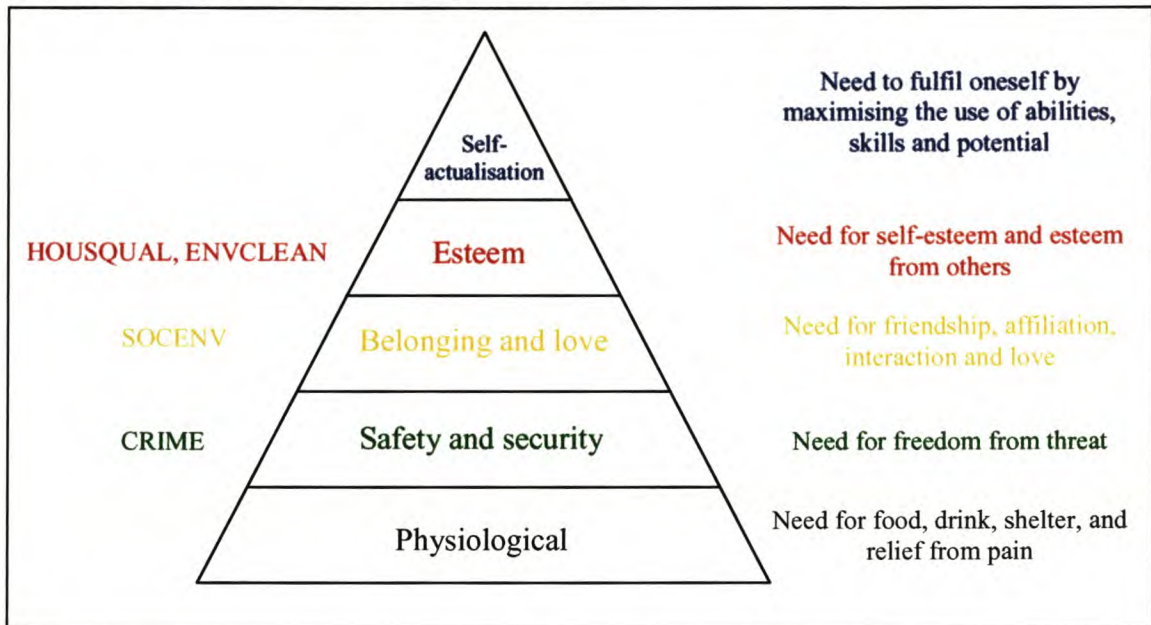 Need to fulfil oneself by
maximising the use of abilities,
skills and potential
Self-
actualisation
HOUSQUAL, ENVCLEAN
Esteem
Need for self-esteem and esteem
from others
SOCENV
Belonging and love
Need for friendship, affiliation,
interaction and love
CRIME
Safety and security
Need for freedom from threat
Physiological
Need for food, drink, shelter, and
relief from pain